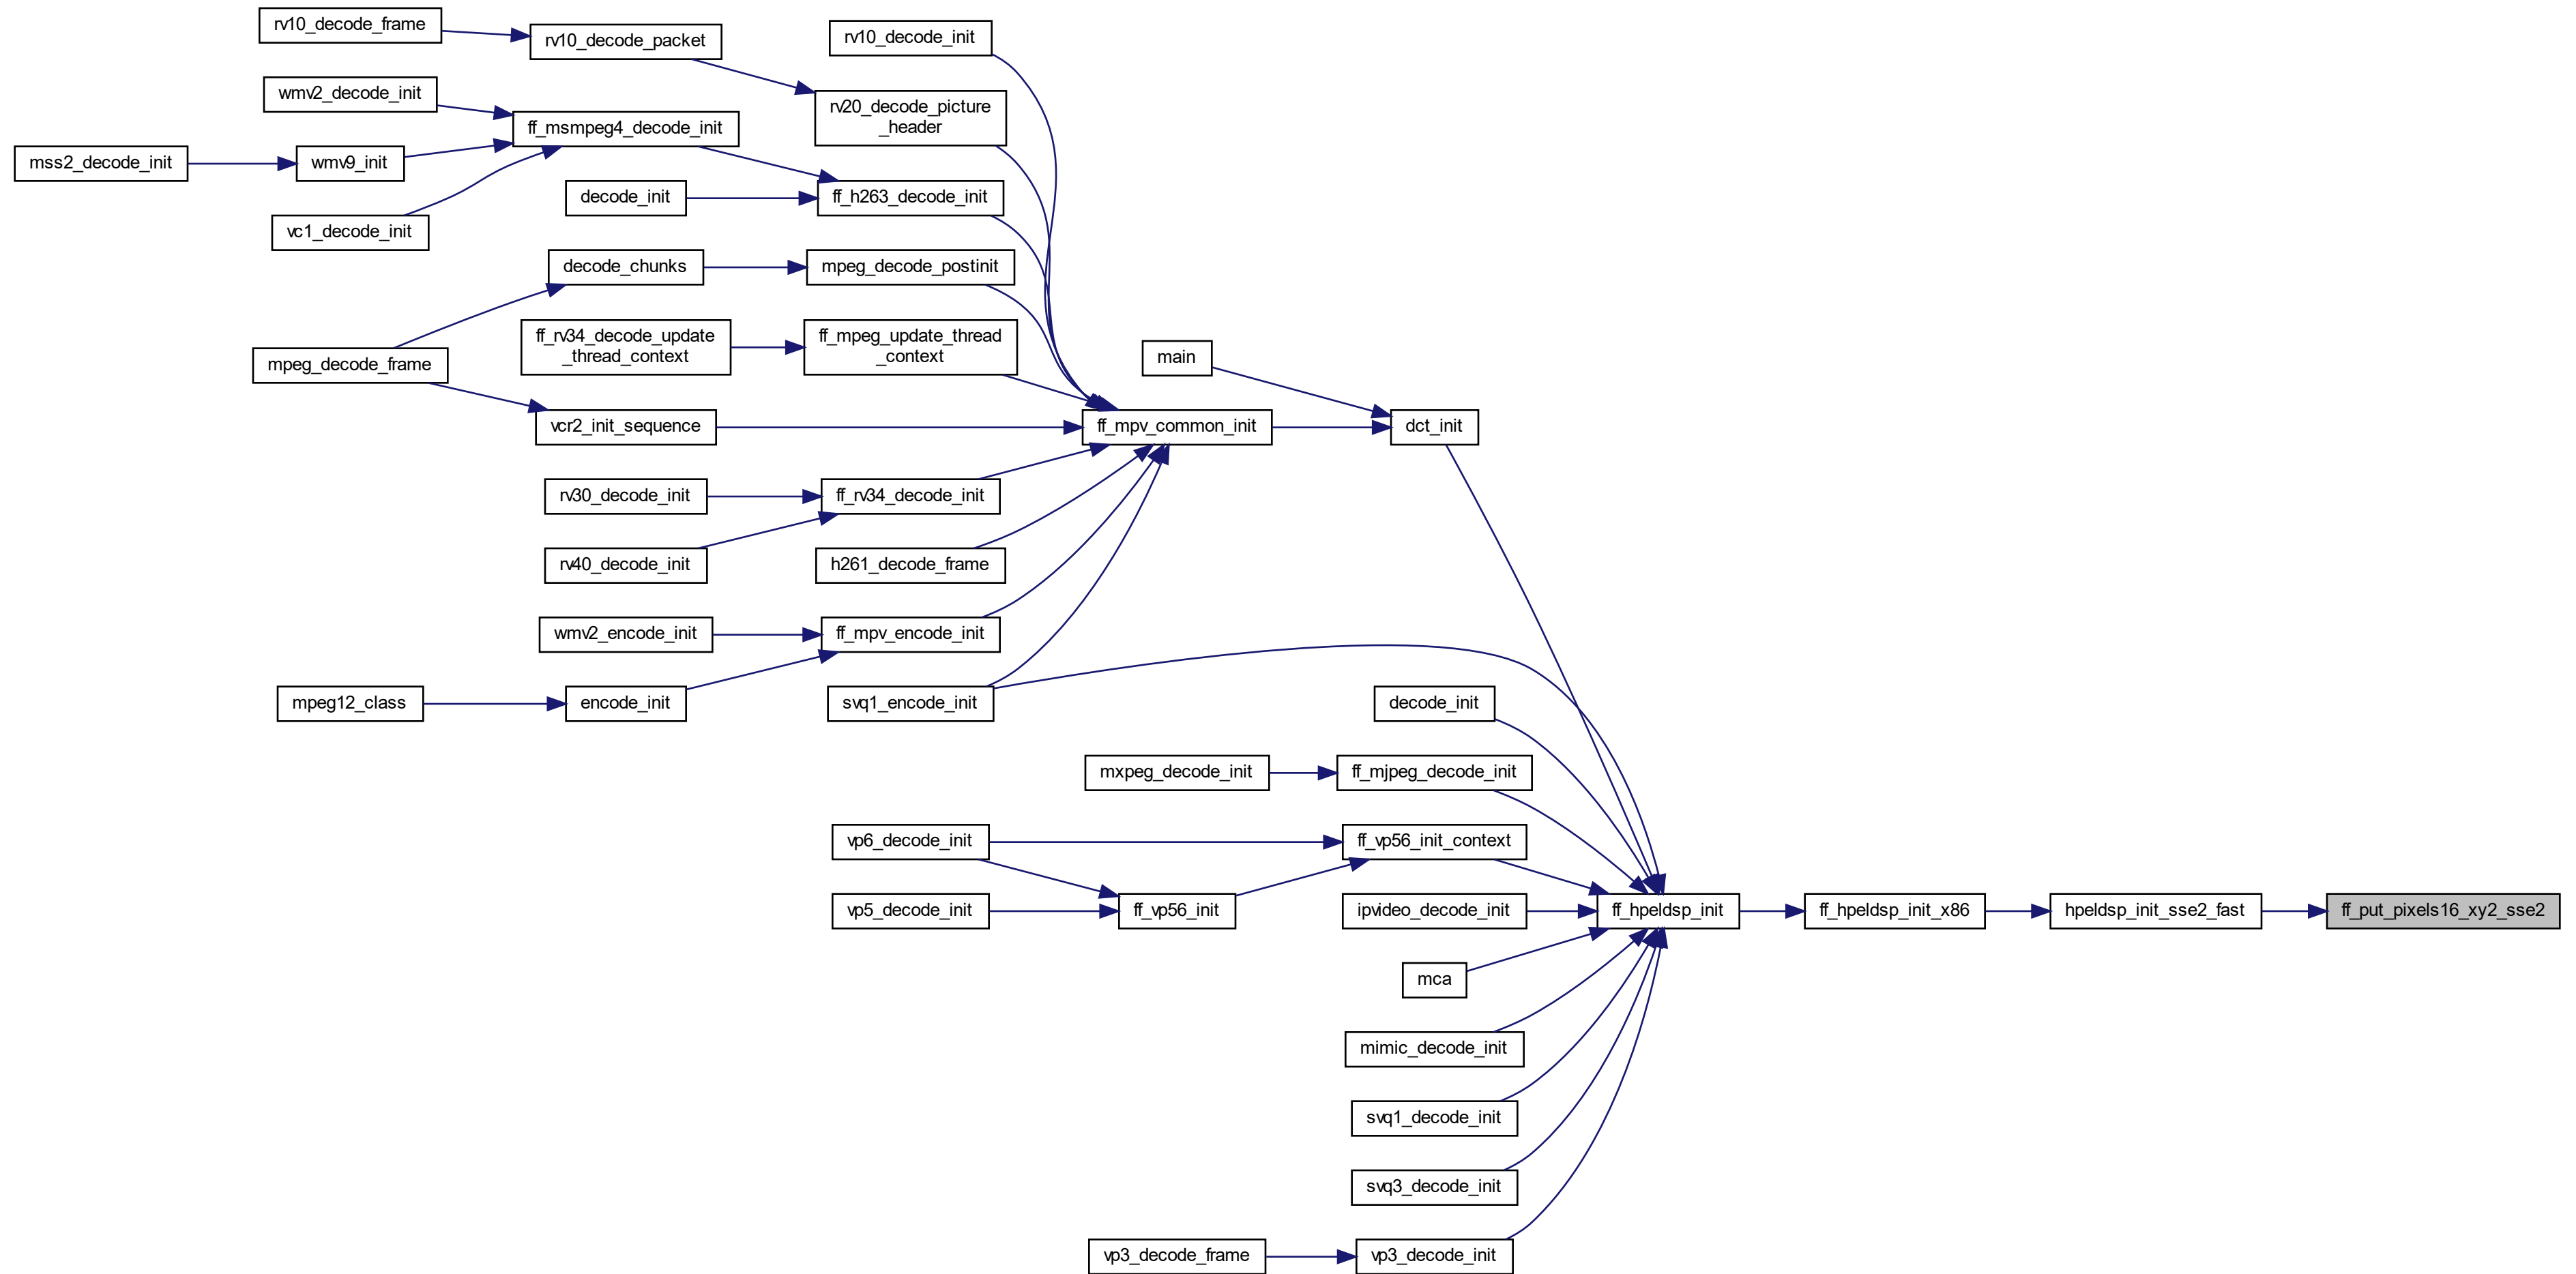 rv10_decode_frame
rv10_decode_packet
rv10_decode_init
wmv2_decode_init
rv20_decode_picture
_header
ff_msmpeg4_decode_init
mss2_decode_init
wmv9_init
decode_init
ff_h263_decode_init
vc1_decode_init
decode_chunks
mpeg_decode_postinit
ff_rv34_decode_update
_thread_context
ff_mpeg_update_thread
_context
main
mpeg_decode_frame
vcr2_init_sequence
ff_mpv_common_init
dct_init
rv30_decode_init
ff_rv34_decode_init
rv40_decode_init
h261_decode_frame
wmv2_encode_init
ff_mpv_encode_init
mpeg12_class
encode_init
svq1_encode_init
decode_init
mxpeg_decode_init
ff_mjpeg_decode_init
vp6_decode_init
ff_vp56_init_context
vp5_decode_init
ff_vp56_init
ipvideo_decode_init
ff_hpeldsp_init
ff_hpeldsp_init_x86
hpeldsp_init_sse2_fast
ff_put_pixels16_xy2_sse2
mca
mimic_decode_init
svq1_decode_init
svq3_decode_init
vp3_decode_frame
vp3_decode_init